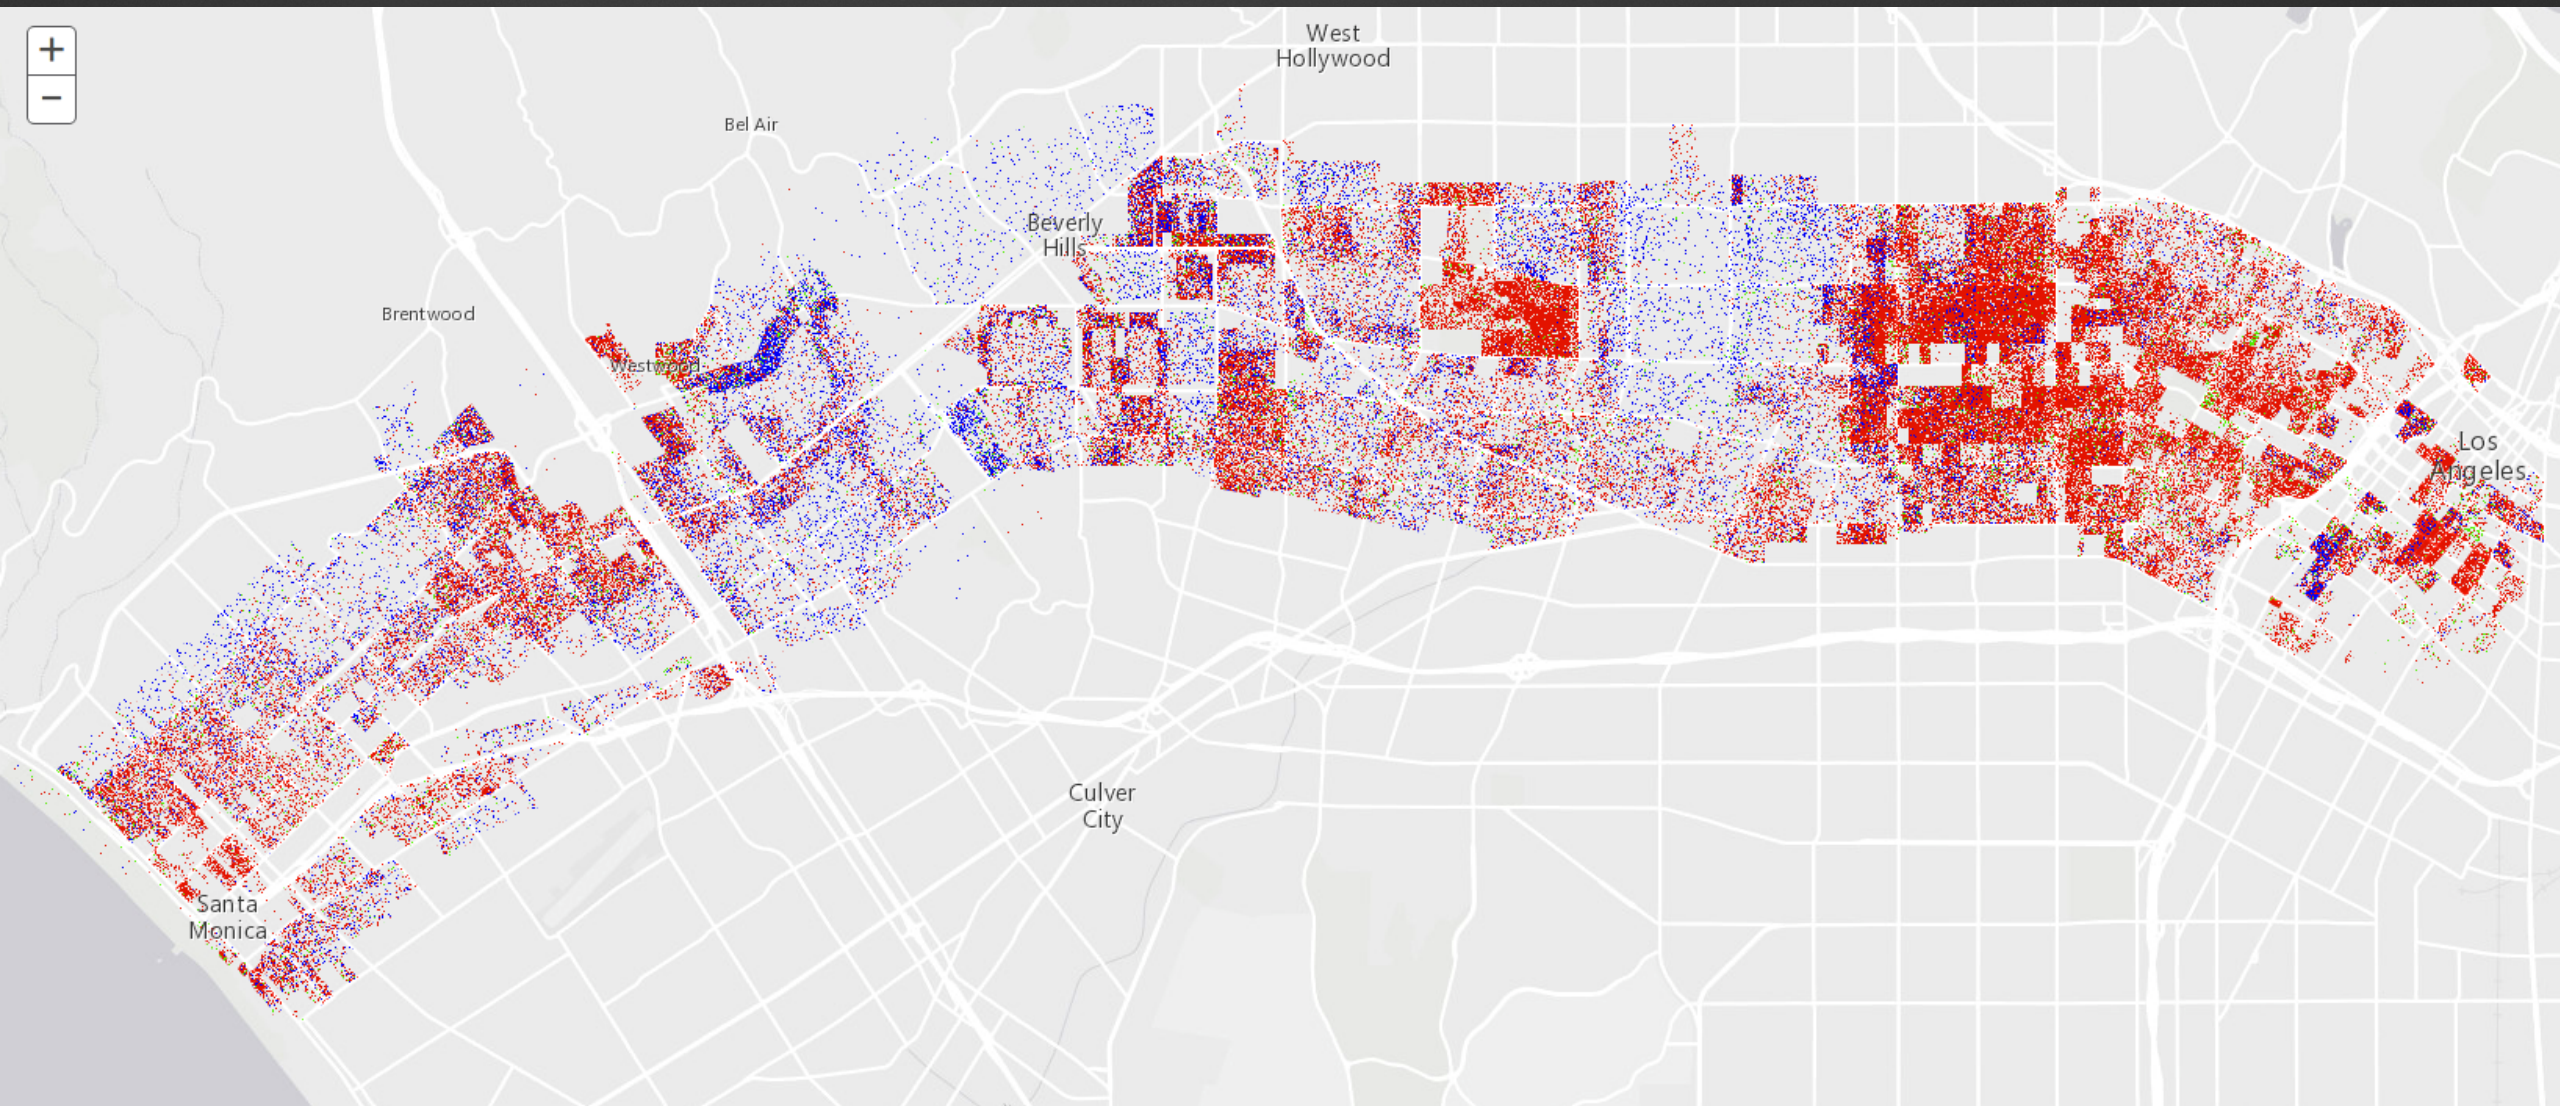 +
−
West
Hollywood
Bel Air
Beverly
Hills
Brentwood
Westwood
Los
Angeles
Culver
City
Santa
Monica